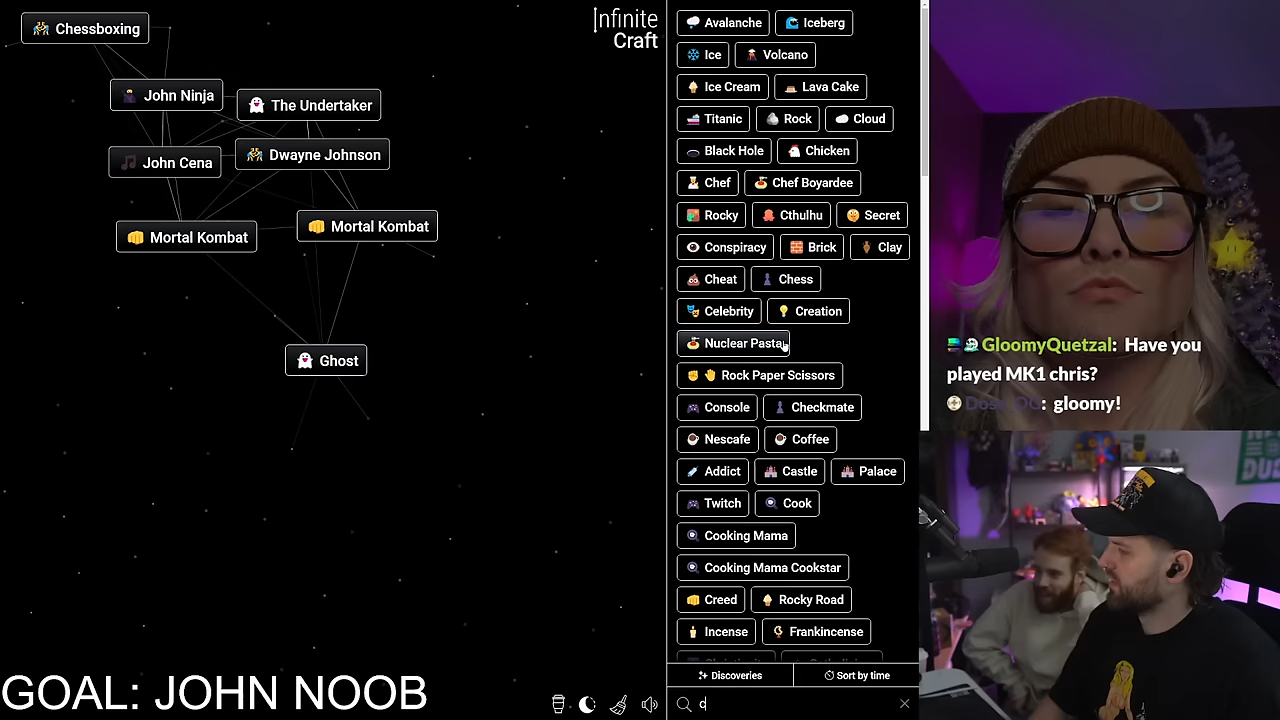 Chessboxing
John Ninja
The Undertaker
John Cena
Dwayne Johnson
Mortal Kombat
Mortal Kombat
Ghost
Infinite
Craft
Avalanche
Iceberg
Ice
Volcano
Ice Cream
Lava Cake
Titanic
Rock
Cloud
Black Hole
Chicken
Chef
Chef Boyardee
Rocky
Cthulhu
Secret
Conspiracy
Brick
Clay
Cheat
Chess
Celebrity
Creation
Nuclear Pasta
Rock Paper Scissors
Console
Checkmate
Nescafe
Coffee
Addict
Castle
Palace
Twitch
Cook
Cooking Mama
Cooking Mama Cookstar
Creed
Rocky Road
Incense
Frankincense
Discoveries
Sort by time
c
GOAL: JOHN NOOB
GloomyQuetzal: Have you
played MK1 chris?
gloomy!